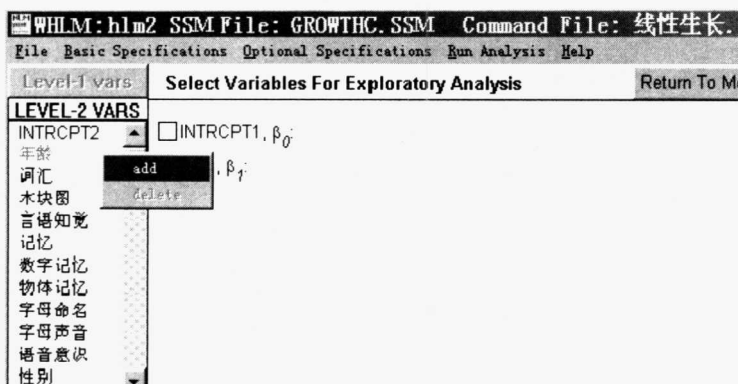 WHLM:hlm2 SSM File: GROWTHC.SSM Command File: 线性生长.
File Basic Specifications Optional Specifications Run Analysis Help
Level-1 vars Select Variables For Exploratory Analysis Return To M
LEVEL-2 VARS
INTRCPT2
INTRCPT1, β0:
年龄
add
, β1:
词汇
delete
木块图
言语知觉
记忆
数字记忆
物体记忆
字母命名
字母声音
语音意识
性别